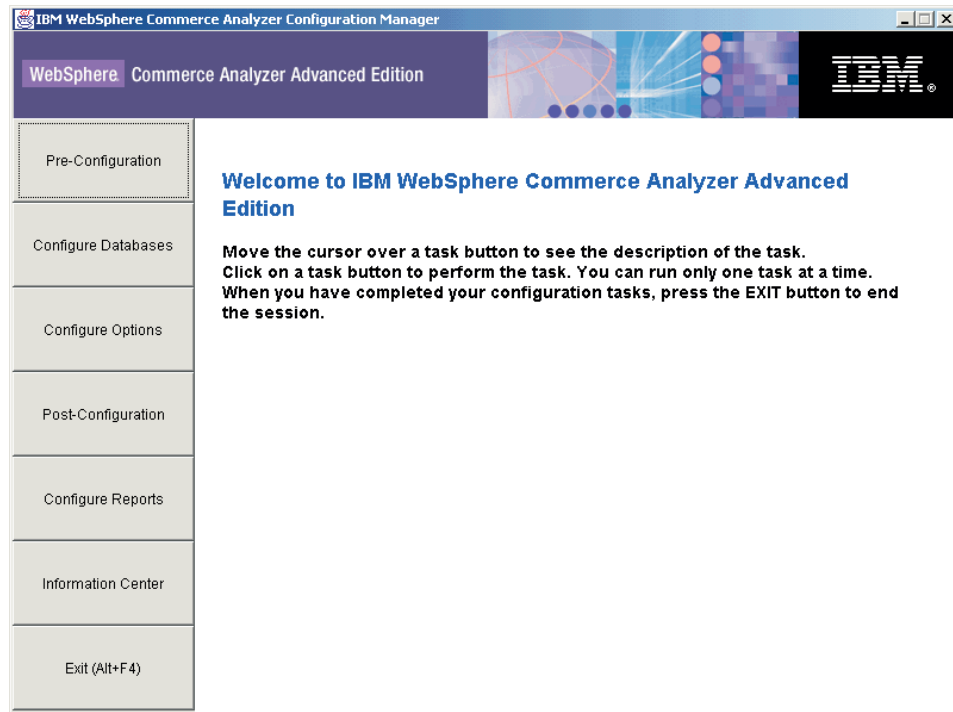 IBM WebSphere Commerce Analyzer Configuration Manager
WebSphere Commerce Analyzer Advanced Edition
IBM®
Pre-Configuration
Configure Databases
Configure Options
Post-Configuration
Configure Reports
Information Center
Exit (Alt+F4)
Welcome to IBM WebSphere Commerce Analyzer Advanced
Edition
Move the cursor over a task button to see the description of the task.
Click on a task button to perform the task. You can run only one task at a time.
When you have completed your configuration tasks, press the EXIT button to end
the session.